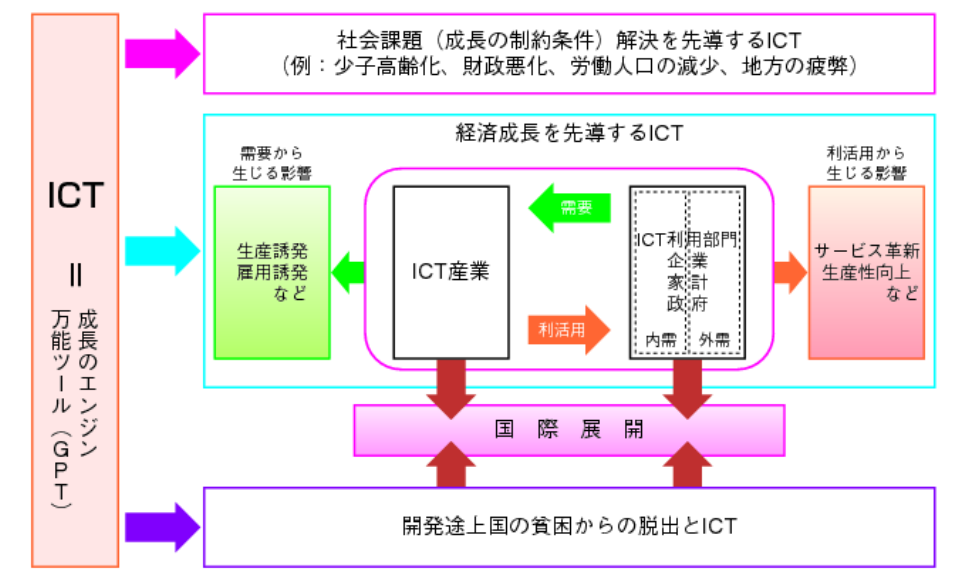 ICT
=
成長のエンジン
万能ツール（GPT）
社会課題（成長の制約条件）解決を先導するICT
（例：少子高齢化、財政悪化、労働人口の減少、地方の疲弊）
経済成長を先導するICT
需要から
生じる影響
生産誘発
雇用誘発
など
ICT産業
需要
利活用
ICT利用部門
企業
家計
政府
内需
外需
利活用から
生じる影響
サービス革新
生産性向上
など
国際展開
開発途上国の貧困からの脱出とICT